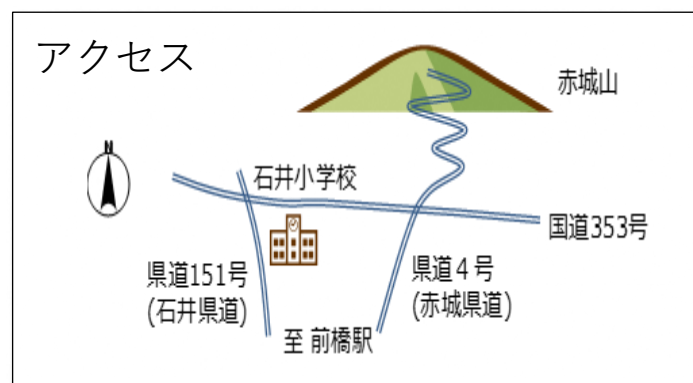 アクセス
赤城山
N
石井小学校
国道353号
県道151号
(石井県道)
県道４号
(赤城県道)
至 前橋駅